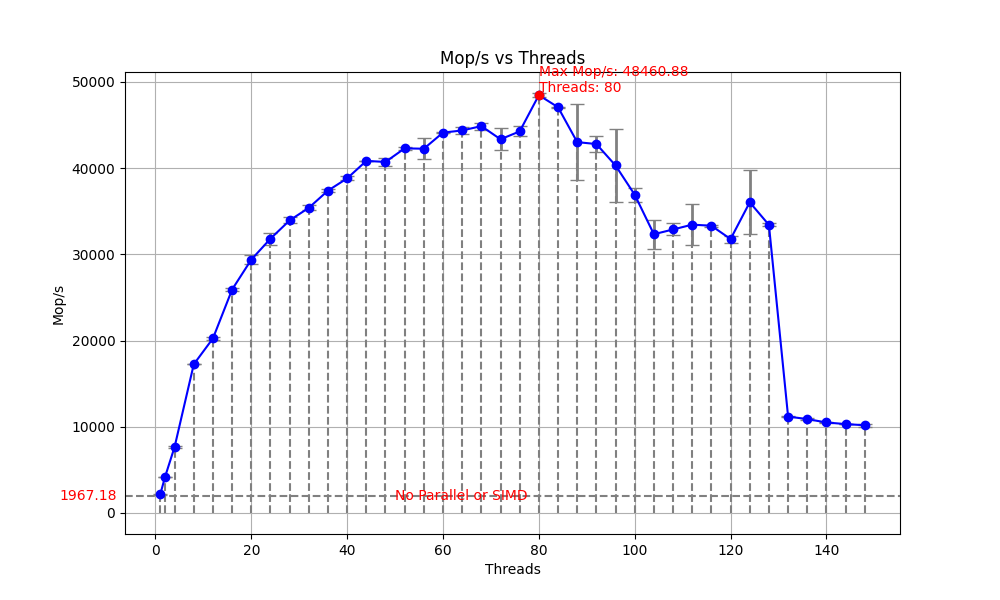 Mop/s vs Threads
Max Mop/s: 48460.88
Threads: 80
50000
40000
30000
20000
10000
0
1967.18
No Parallel or SIMD
Mop/s
0 20 40 60 80 100 120 140
Threads